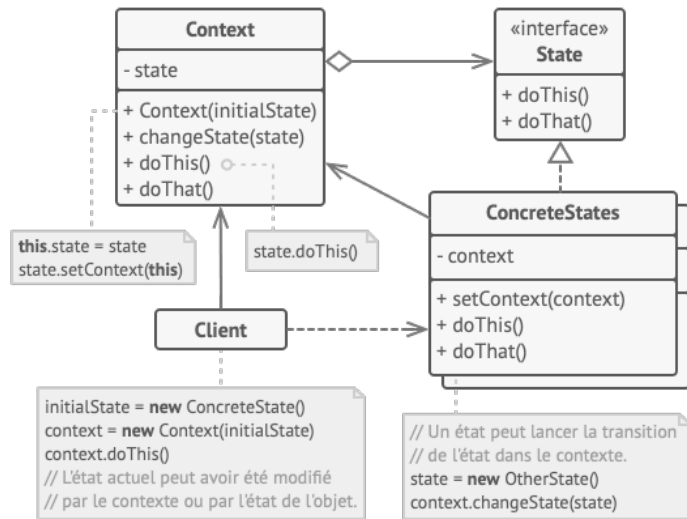 Context
- state
+ Context(initialState)
+ changeState(state)
+ doThis()
+ doThat()
«interface»
State
+ doThis()
+ doThat()
this.state = state
state.setContext(this)
state.doThis()
ConcreteStates
- context
+ setContext(context)
+ doThis()
+ doThat()
Client
initialState = new ConcreteState()
context = new Context(initialState)
context.doThis()
// L'état actuel peut avoir été modifié
// par le contexte ou par l'état de l'objet.
// Un état peut lancer la transition
// de l'état dans le contexte.
state = new OtherState()
context.changeState(state)